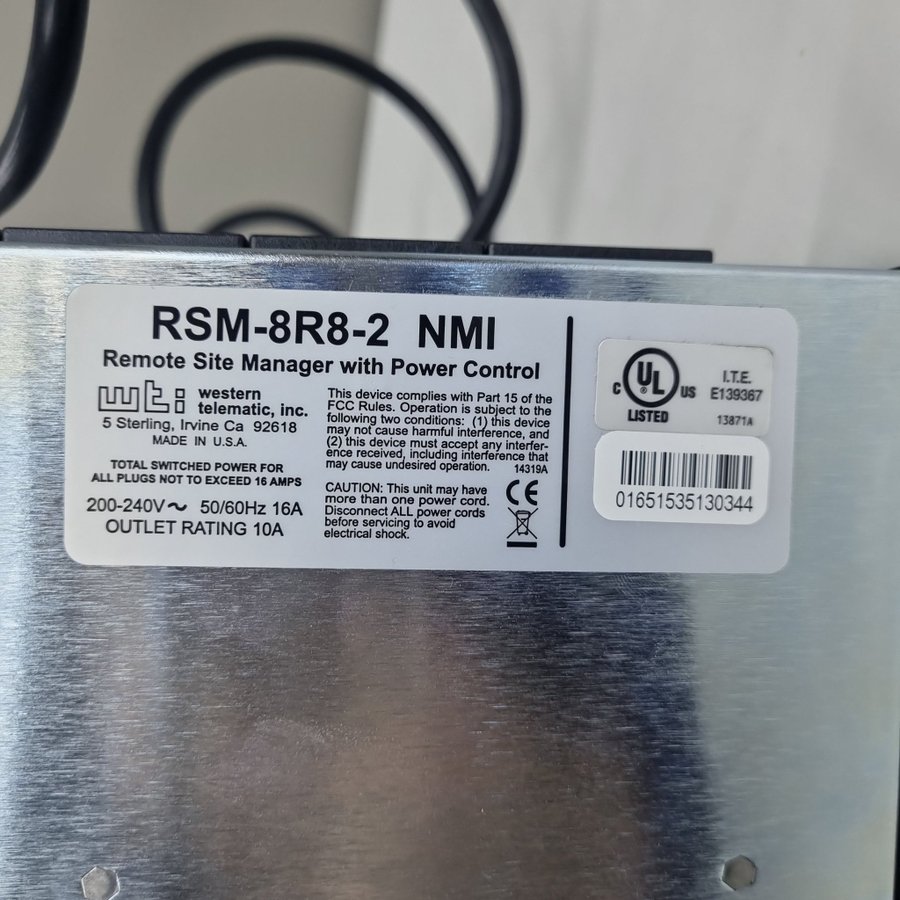 RSM-8R8-2 NMI
Remote Site Manager with Power Control
wti western
telematic, inc.
5 Sterling, Irvine Ca 92618
MADE IN U.S.A.
TOTAL SWITCHED POWER FOR
ALL PLUGS NOT TO EXCEED 16 AMPS
200-240V~ 50/60Hz 16A
OUTLET RATING 10A
This device complies with Part 15 of the
FCC Rules. Operation is subject to the
following two conditions: (1) this device
may not cause harmful interference, and
(2) this device must accept any interfer-
ence received, including interference that
may cause undesired operation. 14319A
CAUTION: This unit may have
more than one power cord.
Disconnect ALL power cords
before servicing to avoid
electrical shock.
CE
C UL ® US
LISTED
I.T.E.
E139367
13871A
01651535130344